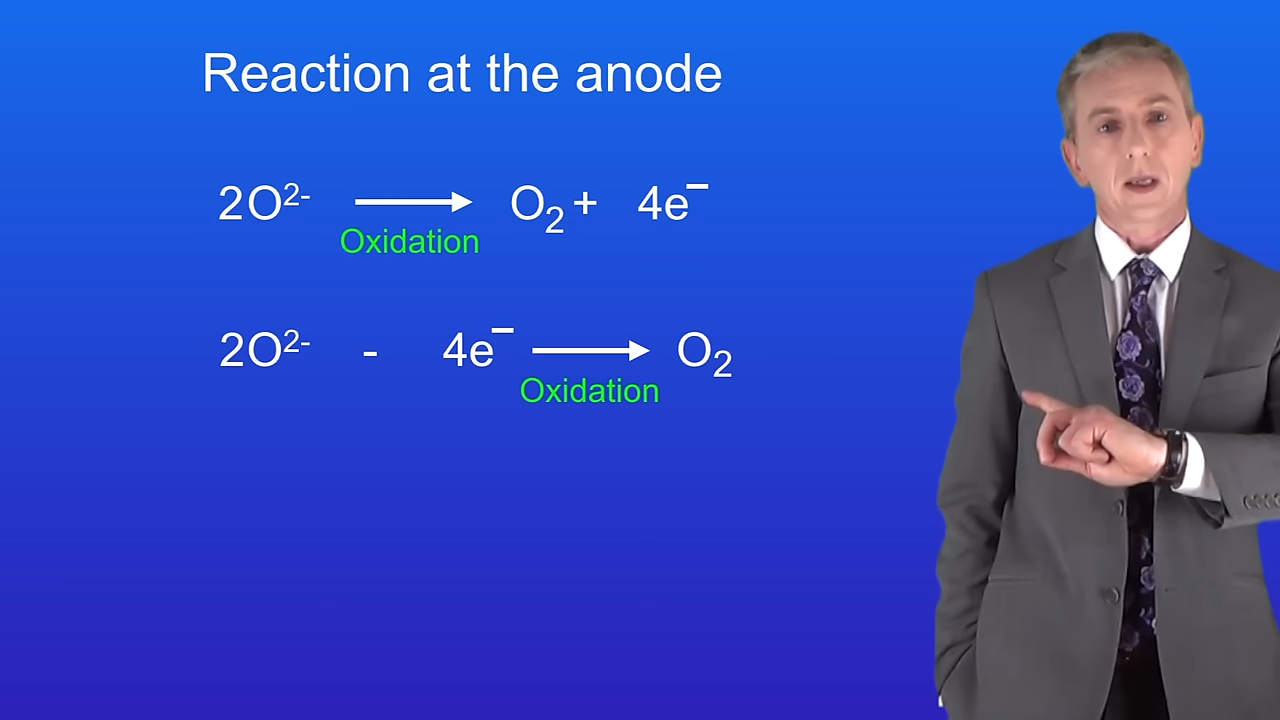 Reaction at the anode
2O²⁻ ⟶ O₂ + 4e⁻
Oxidation
2O²⁻ - 4e⁻ ⟶ O₂
Oxidation